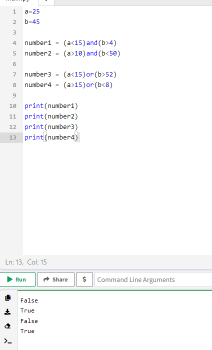 1 a=25
2 b=45
3
4 number1 = (a<15)and(b>4)
5 number2 = (a>10)and(b<50)
6
7 number3 = (a<15)or(b>52)
8 number4 = (a>15)or(b<8)
9
10 print(number1)
11 print(number2)
12 print(number3)
13 print(number4)
Ln: 13, Col: 15
Run Share $ Command Line Arguments
False
True
False
True